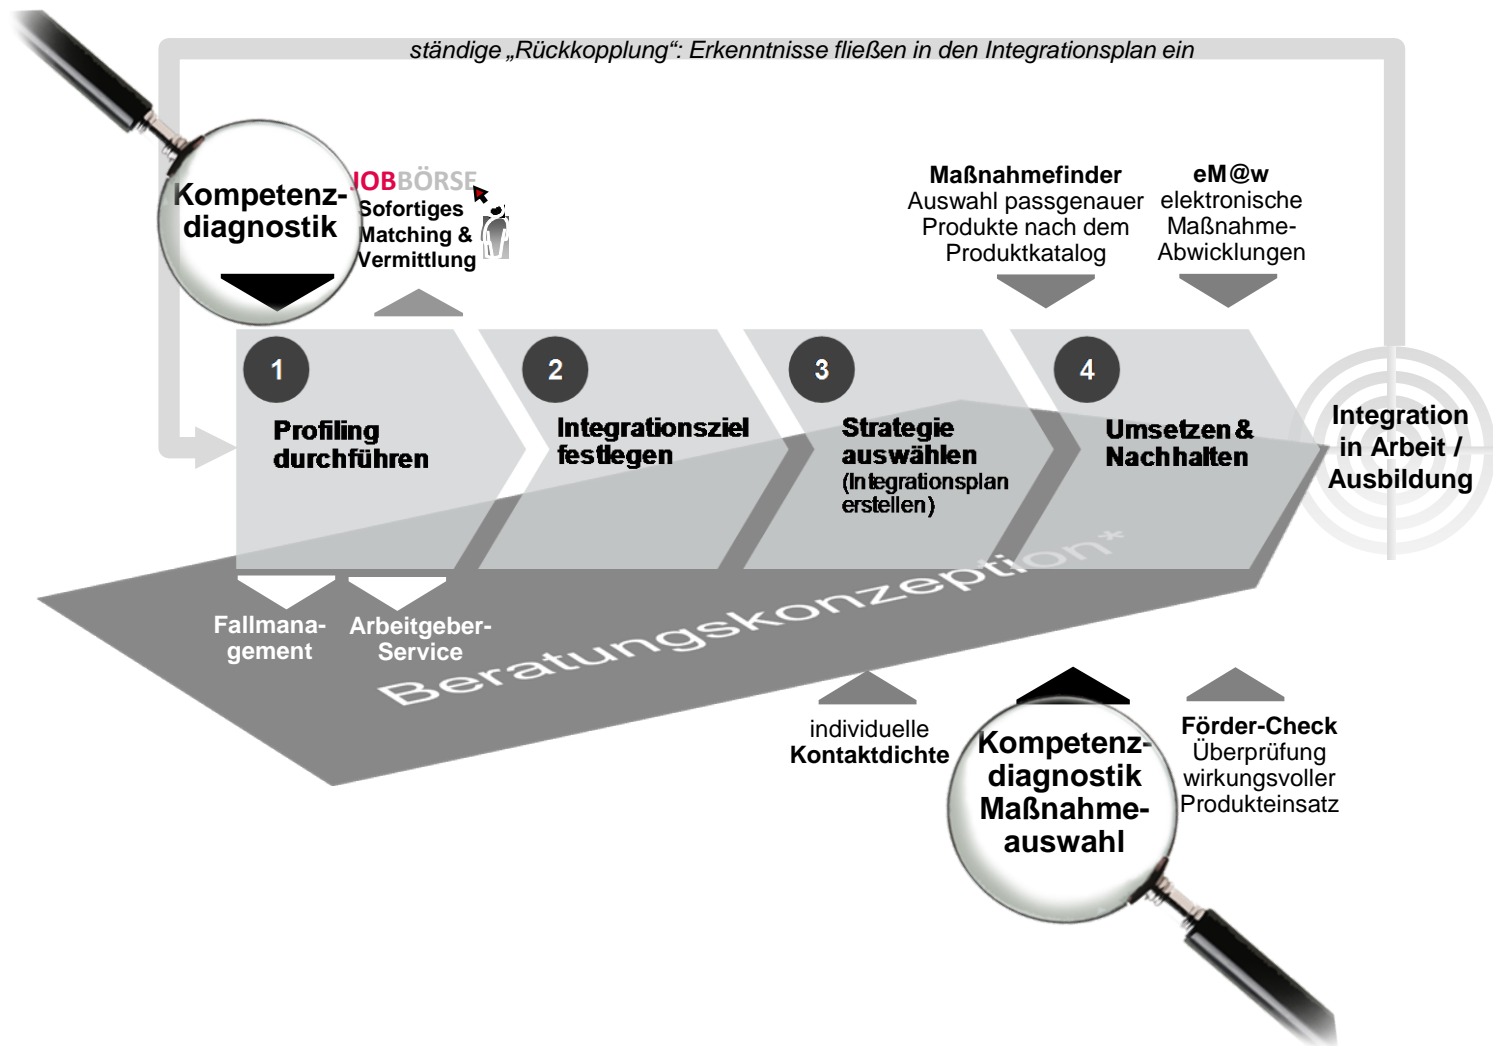 ständige „Rückkopplung“: Erkenntnisse fließen in den Integrationsplan ein
Kompetenz-
diagnostik
JOBBÖRSE
Sofortiges
Matching &
Vermittlung
Maßnahmefinder
Auswahl passgenauer
Produkte nach dem
Produktkatalog
eM@w
elektronische
Maßnahme-
Abwicklungen
1
Profiling
durchführen
2
Integrationsziel
festlegen
3
Strategie
auswählen
(Integrationsplan
erstellen)
4
Umsetzen &
Nachhalten
Integration
in Arbeit /
Ausbildung
Fallmana-
gement
Arbeitgeber-
Service
Beratungskonzeption*
individuelle
Kontaktdichte
Kompetenz-
diagnostik
Maßnahme-
auswahl
Förder-Check
Überprüfung
wirkungsvoller
Produkteinsatz